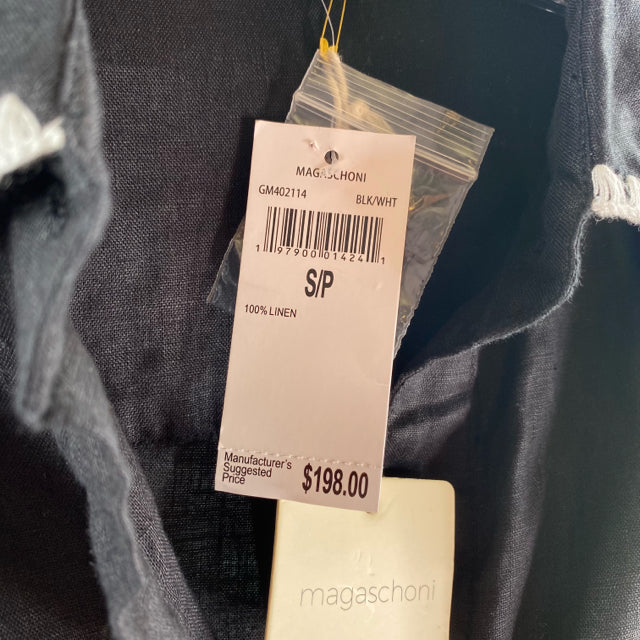 MAGASCHONI
GM402114 BLK/WHT
1 97900 01424 1
S/P
100% LINEN
Manufacturer's
Suggested
Price $198.00
magaschoni